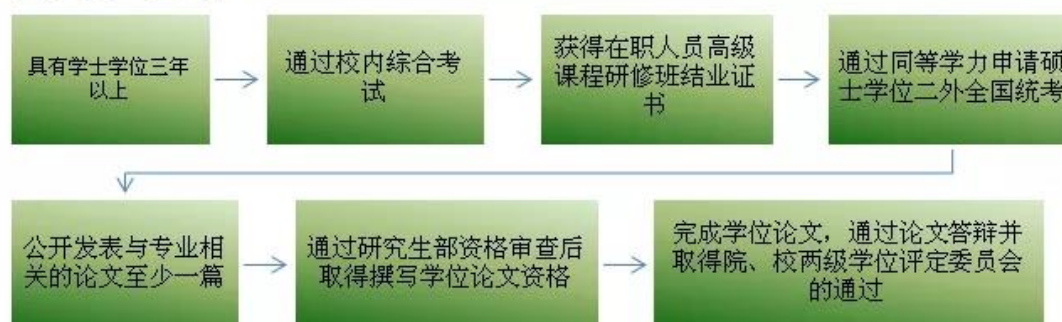 具有学士学位三年
以上
通过校内综合考
试
获得在职人员高级
课程研修班结业证
书
通过同等学力申请硕
士学位二外全国统考
公开发表与专业相
关的论文至少一篇
通过研究生部资格审查后
取得撰写学位论文资格
完成学位论文，通过论文答辩并
取得院、校两级学位评定委员会
的通过